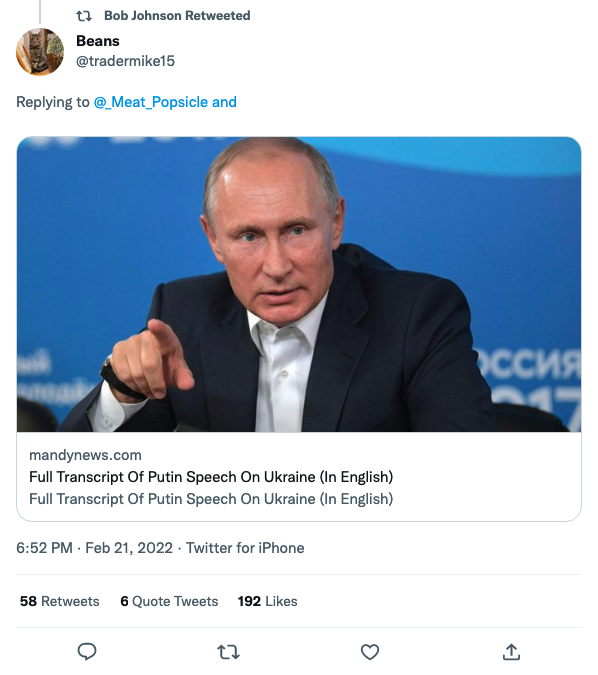 Bob Johnson Retweeted
Beans
@tradermike15
Replying to @_Meat_Popsicle and
ОССИЯ
017
mandynews.com
Full Transcript Of Putin Speech On Ukraine (In English)
Full Transcript Of Putin Speech On Ukraine (In English)
6:52 PM · Feb 21, 2022 · Twitter for iPhone
58 Retweets 6 Quote Tweets 192 Likes